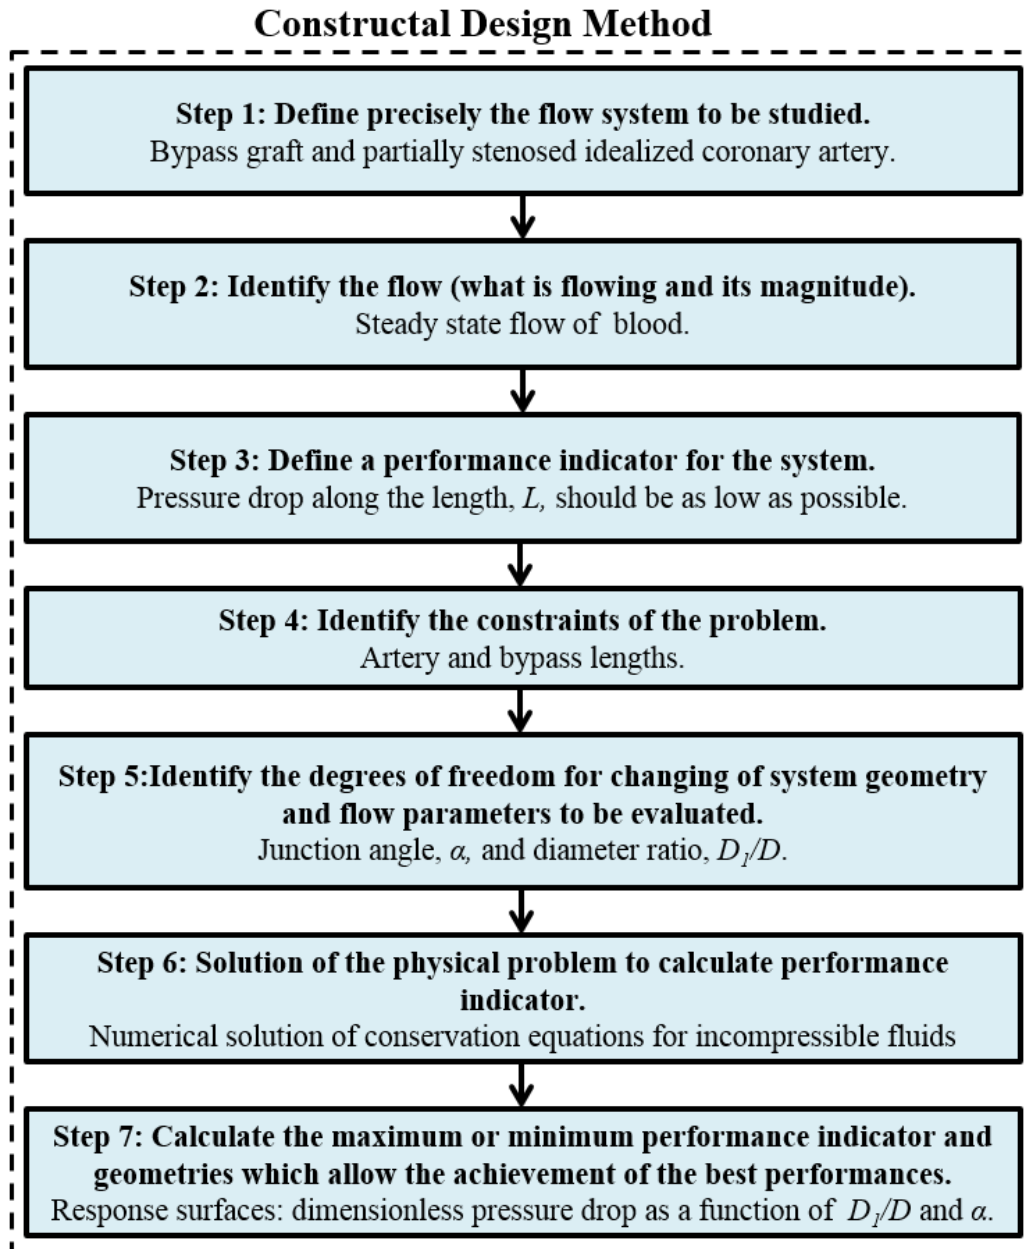 Constructal Design Method
Step 1: Define precisely the flow system to be studied.
Bypass graft and partially stenosed idealized coronary artery.
Step 2: Identify the flow (what is flowing and its magnitude).
Steady state flow of blood.
Step 3: Define a performance indicator for the system.
Pressure drop along the length, L, should be as low as possible.
Step 4: Identify the constraints of the problem.
Artery and bypass lengths.
Step 5:Identify the degrees of freedom for changing of system geometry
and flow parameters to be evaluated.
Junction angle, α, and diameter ratio, D₁/D.
Step 6: Solution of the physical problem to calculate performance
indicator.
Numerical solution of conservation equations for incompressible fluids
Step 7: Calculate the maximum or minimum performance indicator and
geometries which allow the achievement of the best performances.
Response surfaces: dimensionless pressure drop as a function of D₁/D and α.